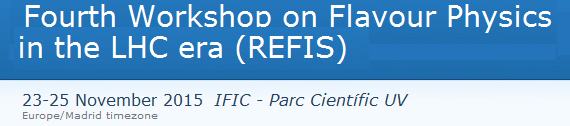 Fourth Workshop on Flavour Physics
in the LHC era (REFIS)
23-25 November 2015 IFIC - Parc Científic UV
Europe/Madrid timezone